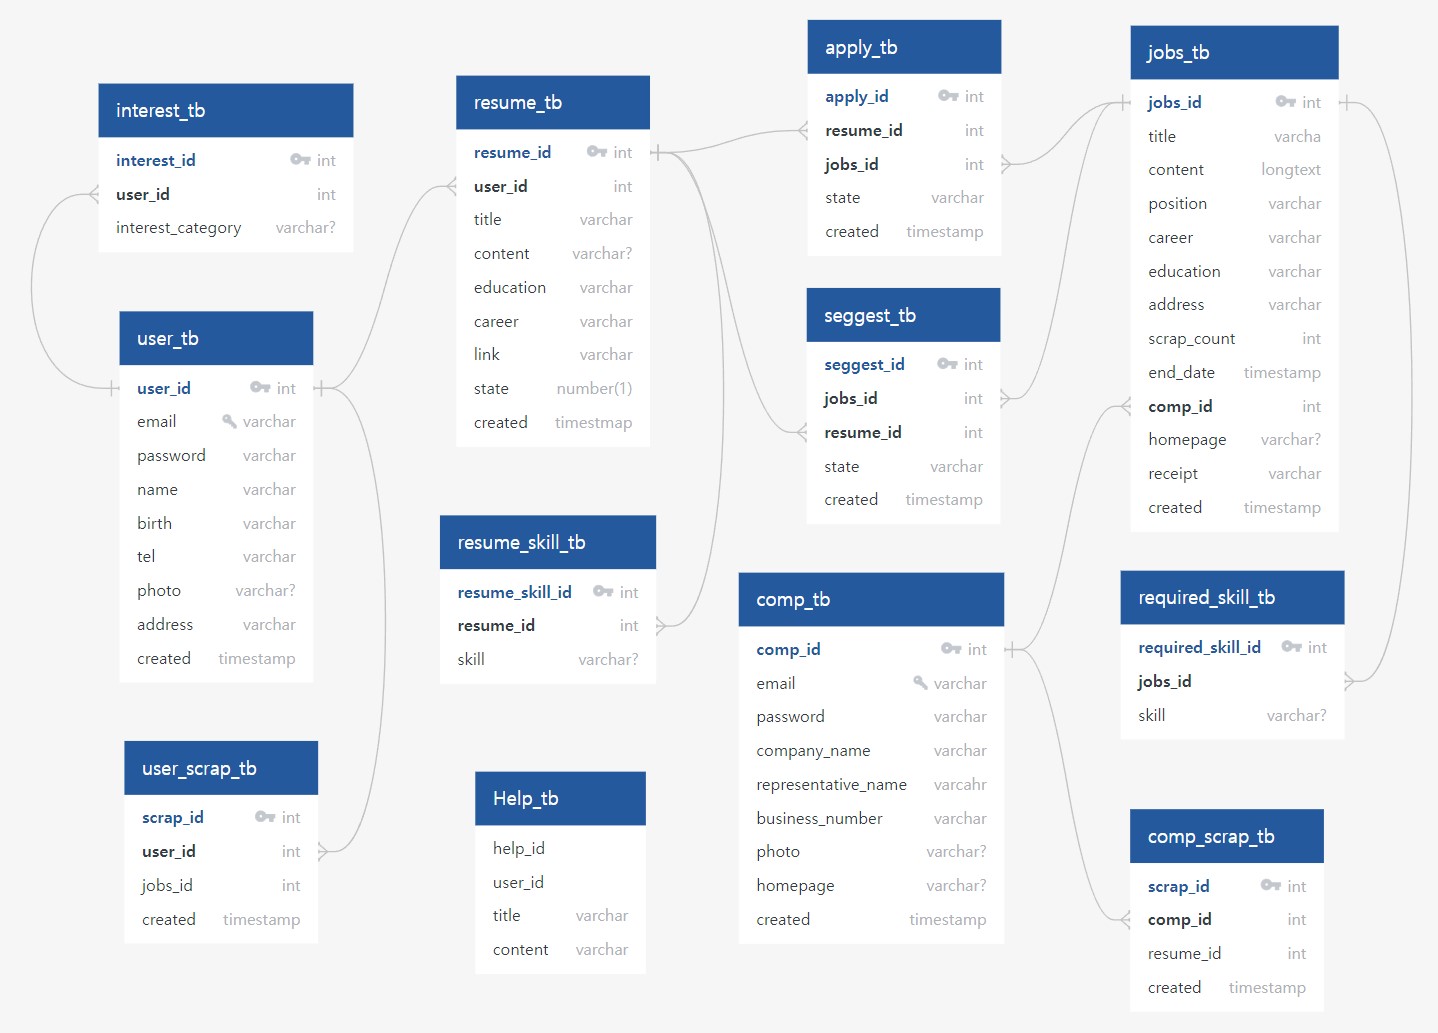 interest_tb
interest_id int
user_id int
interest_category varchar?
user_tb
user_id int
email varchar
password varchar
name varchar
birth varchar
tel varchar
photo varchar?
address varchar
created timestamp
user_scrap_tb
scrap_id int
user_id int
jobs_id int
created timestamp
resume_tb
resume_id int
user_id int
title varchar
content varchar?
education varchar
career varchar
link varchar
state number(1)
created timestmap
resume_skill_tb
resume_skill_id int
resume_id int
skill varchar?
Help_tb
help_id
user_id
title varchar
content varchar
apply_tb
apply_id int
resume_id int
jobs_id int
state varchar
created timestamp
seggest_tb
seggest_id int
jobs_id int
resume_id int
state varchar
created timestamp
comp_tb
comp_id int
email varchar
password varchar
company_name varchar
representative_name varcahr
business_number varchar
photo varchar?
homepage varchar?
created timestamp
jobs_tb
jobs_id int
title varcha
content longtext
position varchar
career varchar
education varchar
address varchar
scrap_count int
end_date timestamp
comp_id int
homepage varchar?
receipt varchar
created timestamp
required_skill_tb
required_skill_id int
jobs_id
skill varchar?
comp_scrap_tb
scrap_id int
comp_id int
resume_id int
created timestamp